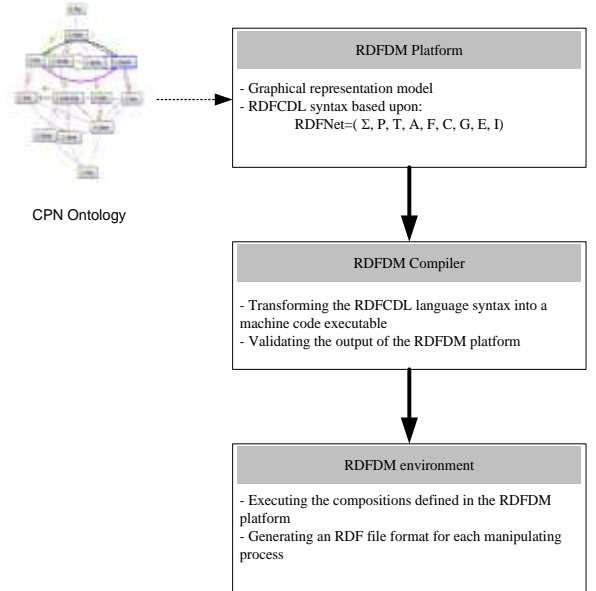 CPN Ontology
RDFDM Platform
- Graphical representation model
- RDFCDL syntax based upon:
RDFNet=( Σ, P, T, A, F, C, G, E, I)
RDFDM Compiler
- Transforming the RDFCDL language syntax into a
machine code executable
- Validating the output of the RDFDM platform
RDFDM environment
- Executing the compositions defined in the RDFDM
platform
- Generating an RDF file format for each manipulating
process